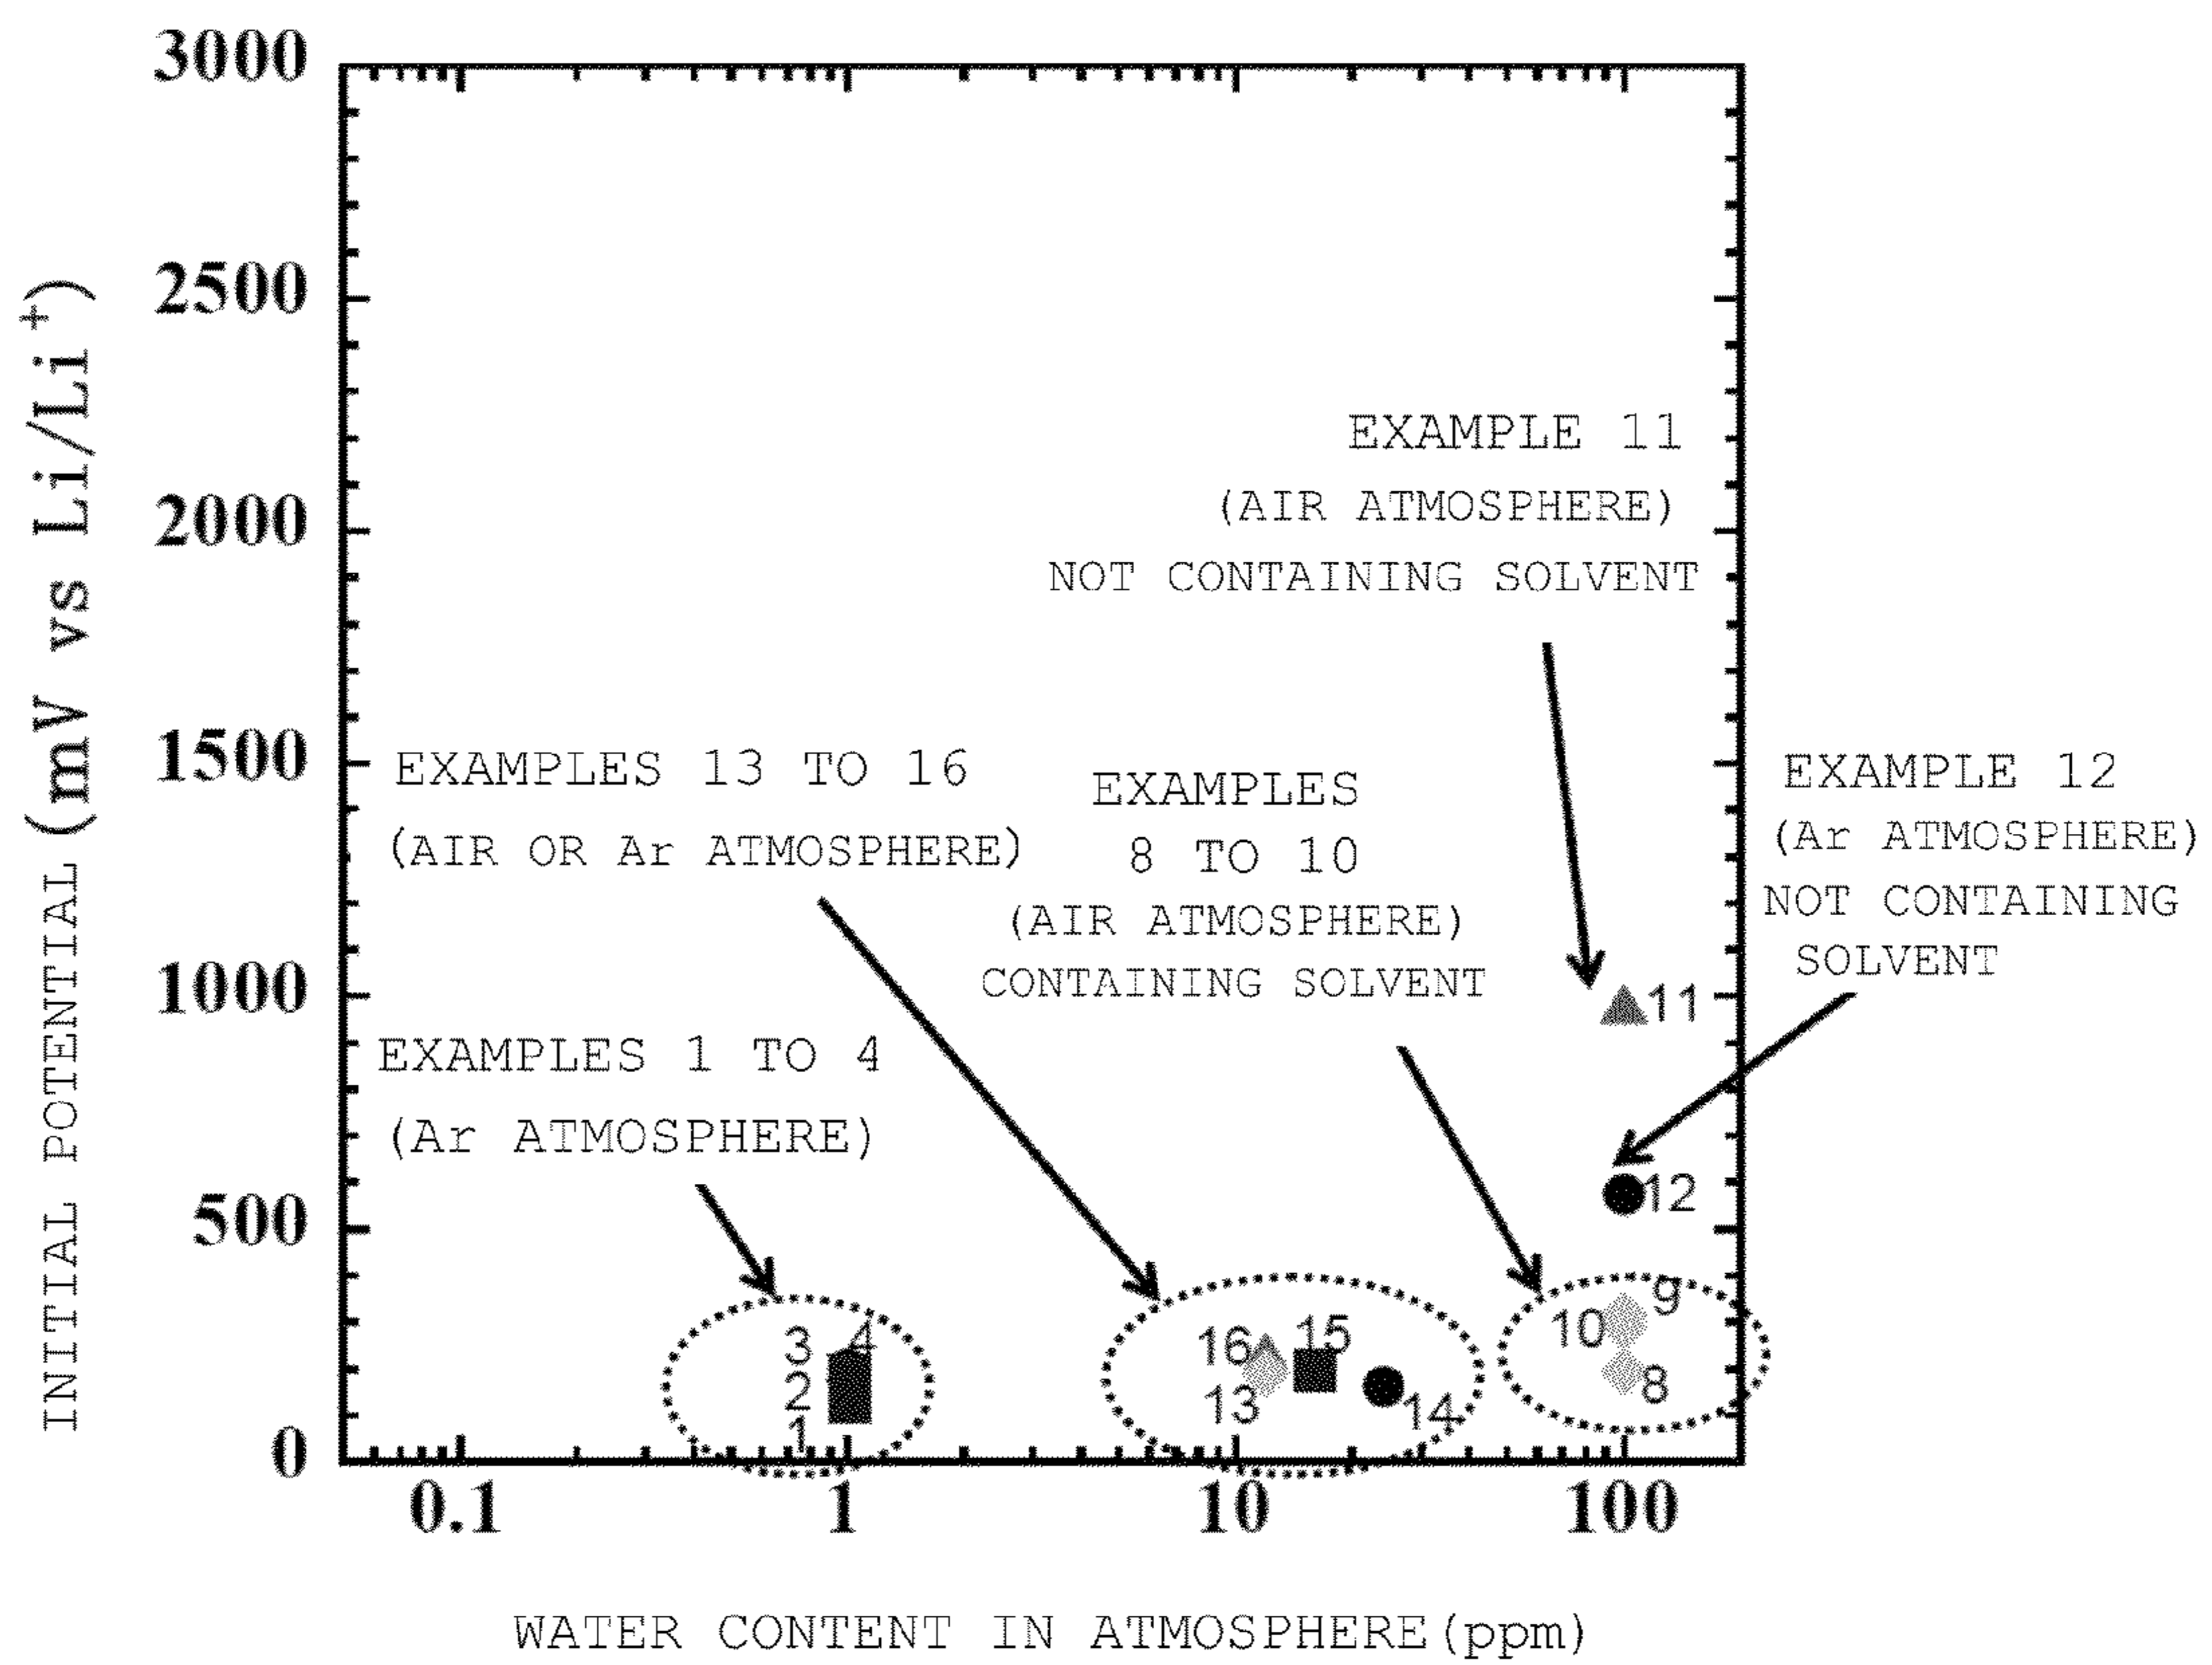 3000
2500
2000
1500
1000
500
0
INITIAL POTENTIAL (mV vs Li/Li+)
EXAMPLE 11
(AIR ATMOSPHERE)
NOT CONTAINING SOLVENT
EXAMPLES 13 TO 16
(AIR OR Ar ATMOSPHERE)
EXAMPLES
8 TO 10
(AIR ATMOSPHERE)
CONTAINING SOLVENT
EXAMPLE 12
(Ar ATMOSPHERE)
NOT CONTAINING
SOLVENT
EXAMPLES 1 TO 4
(Ar ATMOSPHERE)
11
12
3 4
2
1
16 15
13 14
9
10
8
0.1 1 10 100
WATER CONTENT IN ATMOSPHERE (ppm)